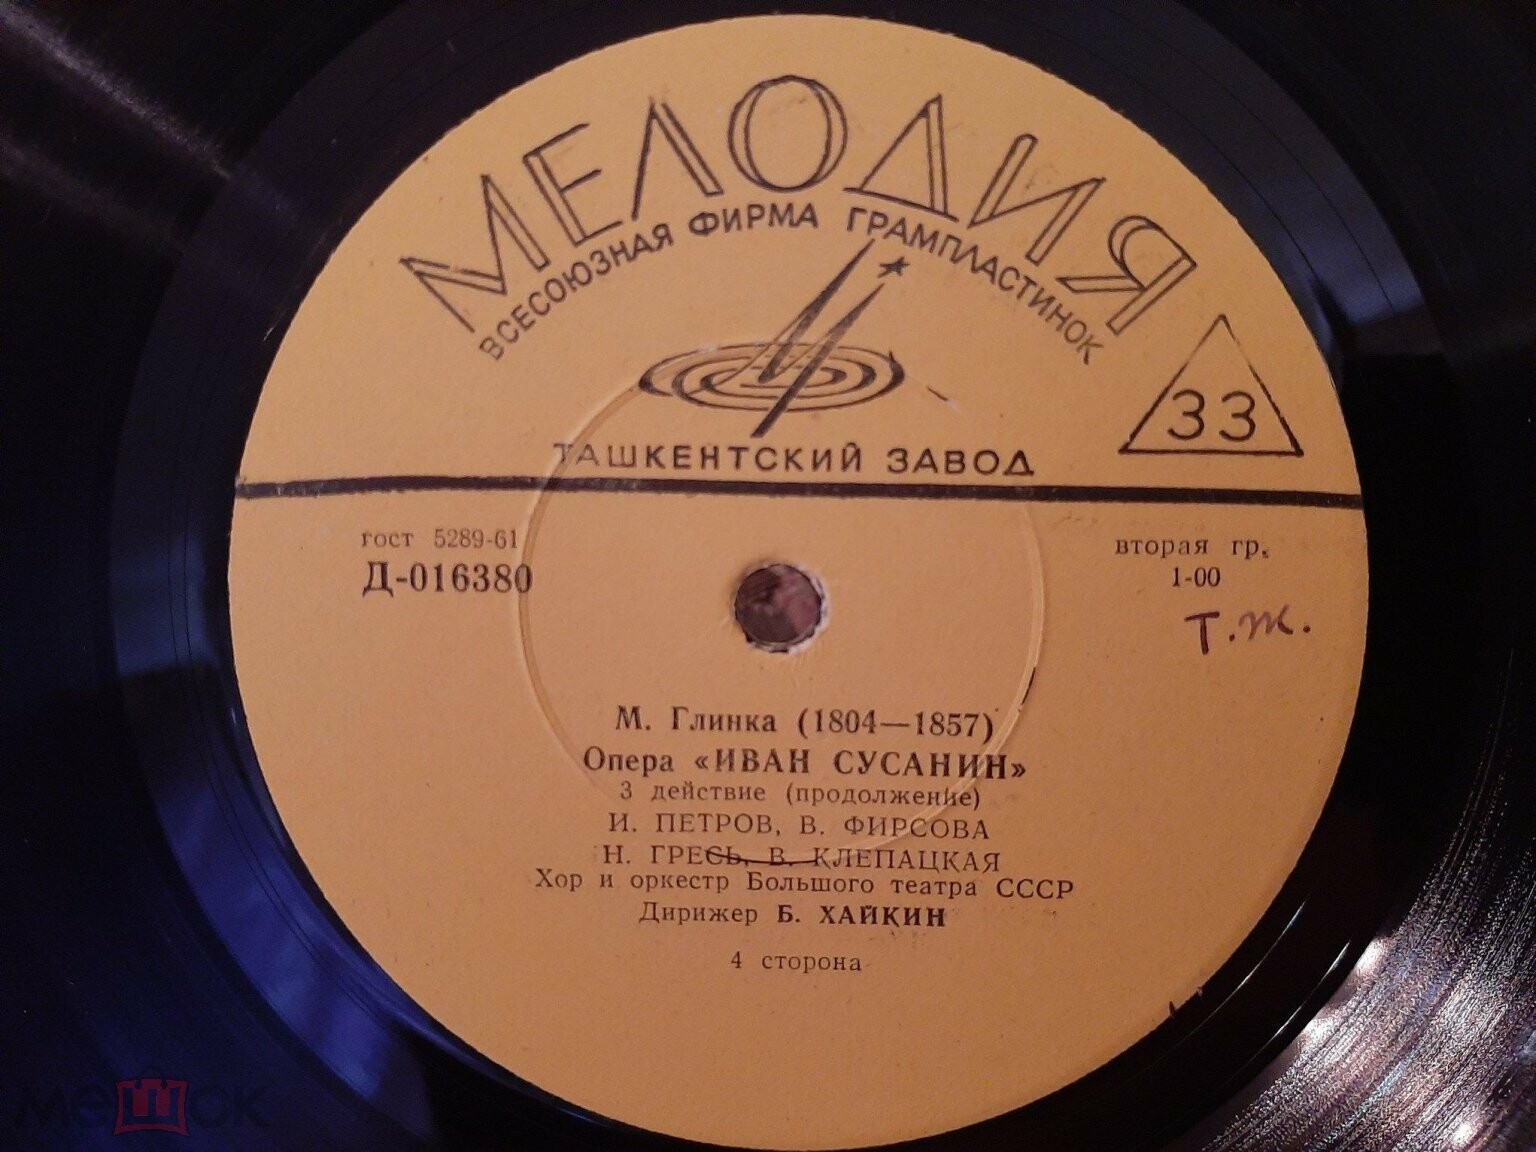 МЕЛОДИЯ
ВСЕСОЮЗНАЯ ФИРМА ГРАМПЛАСТИНОК
33
ТАШКЕНТСКИЙ ЗАВОД
гост 5289-61
Д-016380
вторая гр.
1-00
Т.Ж.
М. Глинка (1804—1857)
Опера «ИВАН СУСАНИН»
3 действие (продолжение)
И. ПЕТРОВ, В. ФИРСОВА
Н. ГРЕСЬ, В. КЛЕПАЦКАЯ
Хор и оркестр Большого театра СССР
Дирижер Б. ХАЙКИН
4 сторона
мешок